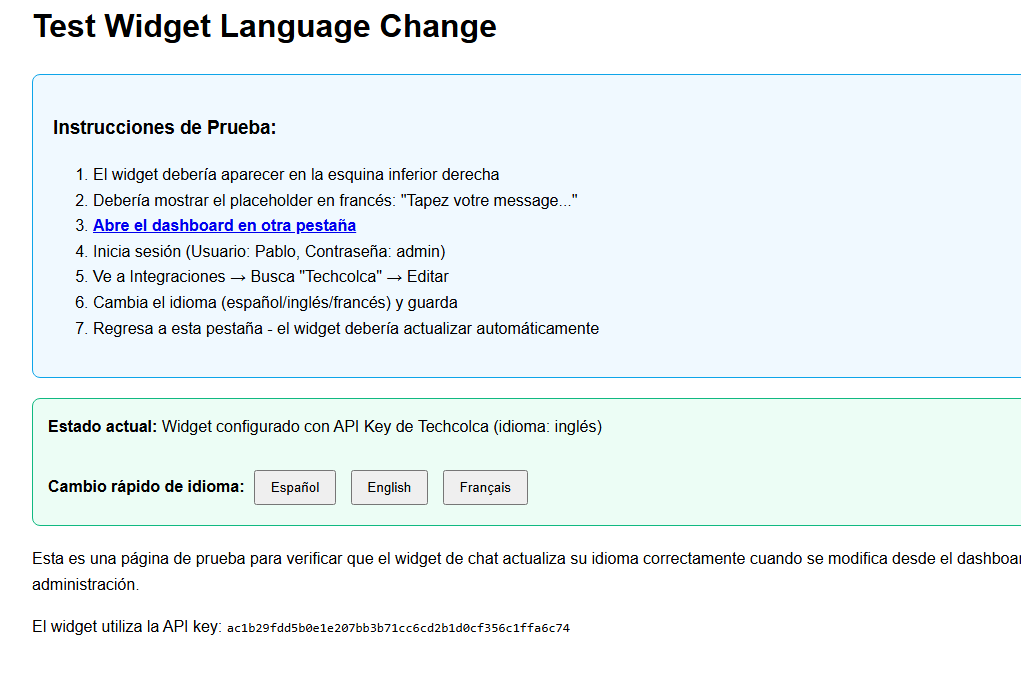 Test Widget Language Change
Instrucciones de Prueba:
1. El widget debería aparecer en la esquina inferior derecha
2. Debería mostrar el placeholder en francés: "Tapez votre message..."
3. Abre el dashboard en otra pestaña
4. Inicia sesión (Usuario: Pablo, Contraseña: admin)
5. Ve a Integraciones → Busca "Techcolca" → Editar
6. Cambia el idioma (español/inglés/francés) y guarda
7. Regresa a esta pestaña - el widget debería actualizar automáticamente
Estado actual: Widget configurado con API Key de Techcolca (idioma: inglés)
Cambio rápido de idioma: Español English Français
Esta es una página de prueba para verificar que el widget de chat actualiza su idioma correctamente cuando se modifica desde el
administración.
El widget utiliza la API key: ac1b29fdd5b0e1e207bb3b71cc6cd2b1d0cf356c1ffa6c74